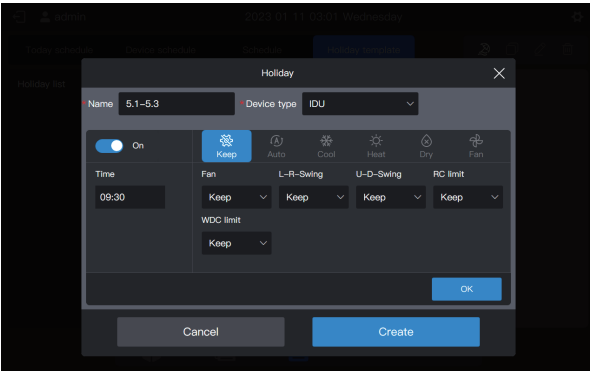 admin
2023 01 11 03:01 Wednesday
Today schedule Device schedule Schedule Holiday template
Holiday list
Holiday
*Name 5.1-5.3 *Device type IDU
On Keep Auto Cool Heat Dry Fan
Time Fan L-R-Swing U-D-Swing RC limit
09:30 Keep Keep Keep Keep
WDC limit
Keep
OK
Cancel Create